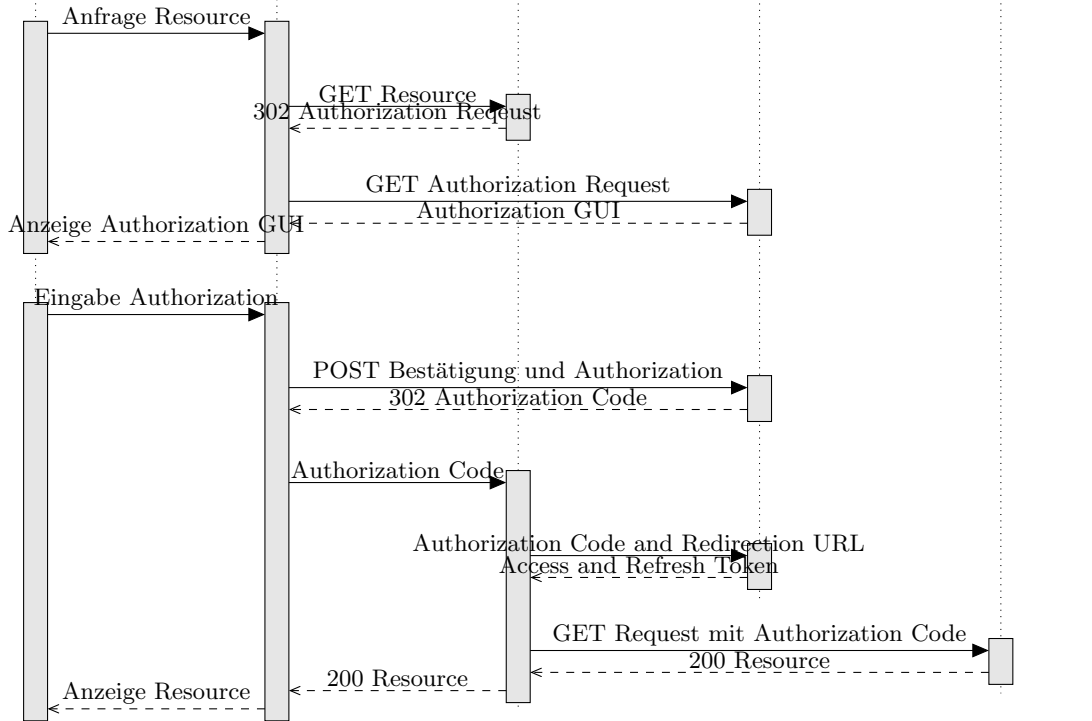 Anfrage Resource
GET Resource
302 Authorization Reqeust
GET Authorization Request
Authorization GUI
Anzeige Authorization GUI
Eingabe Authorization
POST Bestätigung und Authorization
302 Authorization Code
Authorization Code
Authorization Code and Redirection URL
Access and Refresh Token
GET Request mit Authorization Code
200 Resource
200 Resource
Anzeige Resource